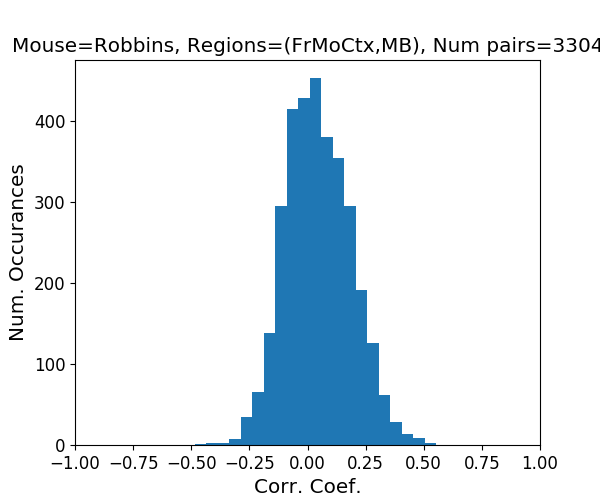 Mouse=Robbins, Regions=(FrMoCtx,MB), Num pairs=3304
Num. Occurances
400
300
200
100
0
−1.00 −0.75 −0.50 −0.25 0.00 0.25 0.50 0.75 1.00
Corr. Coef.